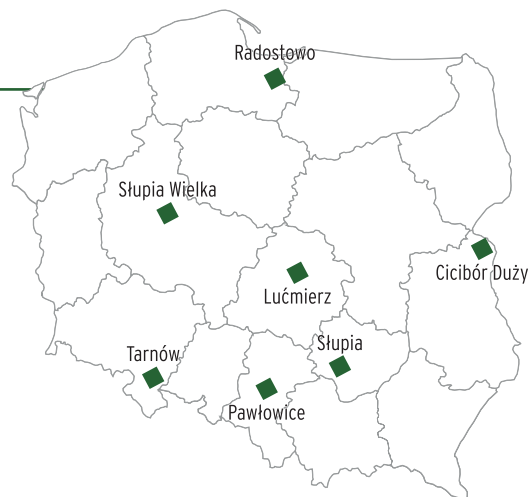 Radostowo
Słupia Wielka
Cicibór Duży
Lućmierz
Słupia
Tarnów
Pawłowice